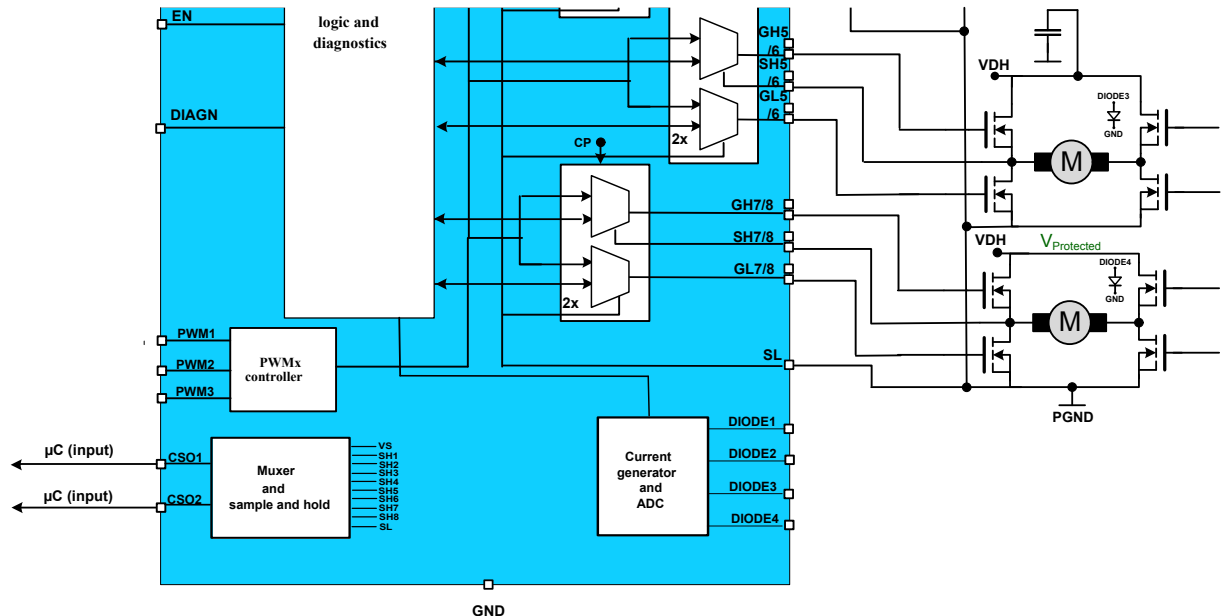 EN
logic and
diagnostics
GH5
/6
SH5
/6
GL5
/6
2x
VDH
DIODE3
GND
M
DIAGN
CP
GH7/8
SH7/8
GL7/8
2x
VDH
VProtected
DIODE4
GND
M
PWM1
PWM2
PWM3
PWMx
controller
SL
PGND
µC (input)
CSO1
µC (input)
CSO2
Muxer
and
sample and hold
VS
SH1
SH2
SH3
SH4
SH5
SH6
SH7
SH8
SL
Current
generator
and
ADC
DIODE1
DIODE2
DIODE3
DIODE4
GND